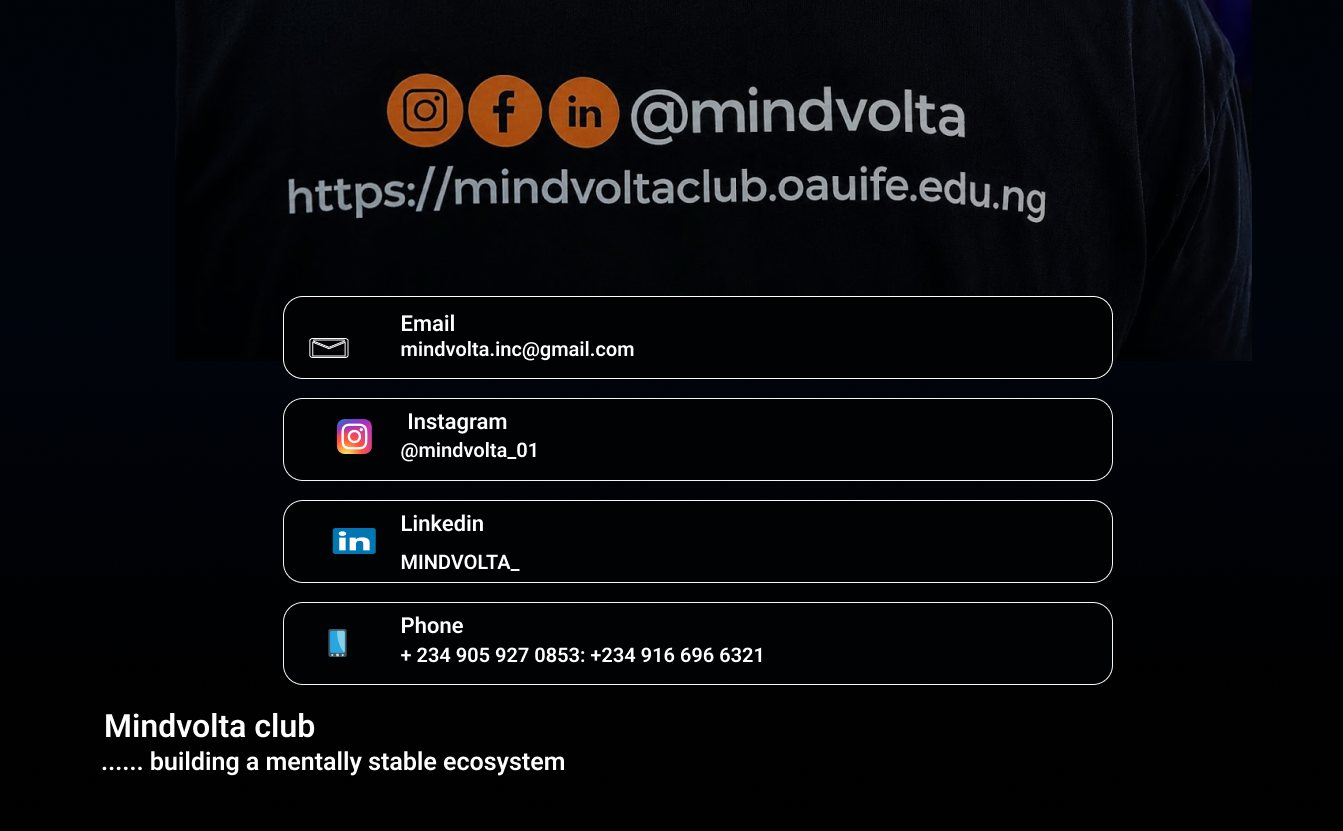 @mindvolta
https://mindvoltaclub.oauife.edu.ng
Email
mindvolta.inc@gmail.com
Instagram
@mindvolta_01
Linkedin
MINDVOLTA_
Phone
+ 234 905 927 0853: +234 916 696 6321
Mindvolta club
...... building a mentally stable ecosystem